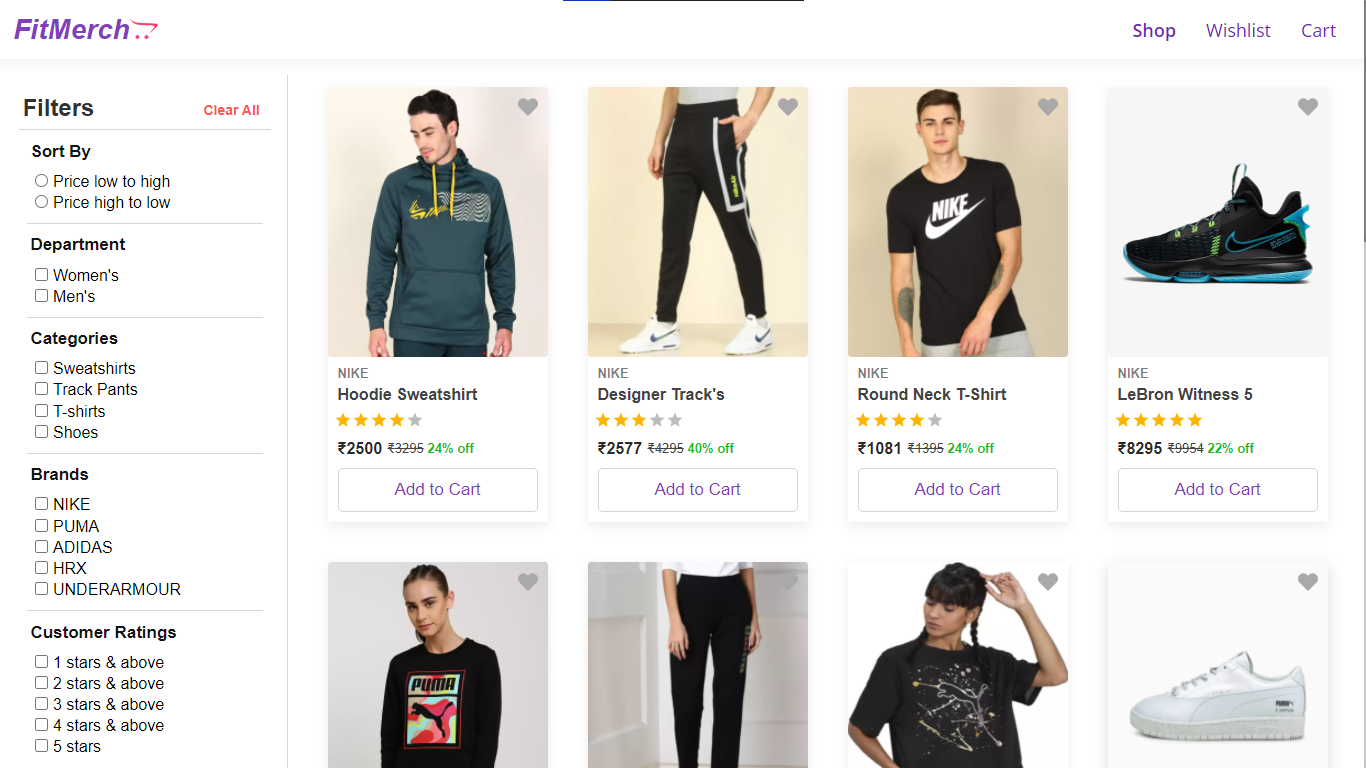 FitMerch
Shop Wishlist Cart
Filters Clear All
Sort By
Price low to high
Price high to low
Department
Women's
Men's
Categories
Sweatshirts
Track Pants
T-shirts
Shoes
Brands
NIKE
PUMA
ADIDAS
HRX
UNDERARMOUR
Customer Ratings
1 stars & above
2 stars & above
3 stars & above
4 stars & above
5 stars
NIKE
Hoodie Sweatshirt
₹2500 ₹3295 24% off
Add to Cart
NikeAir
NIKE
Designer Track's
₹2577 ₹4295 40% off
Add to Cart
NIKE
NIKE
Round Neck T-Shirt
₹1081 ₹1395 24% off
Add to Cart
NIKE
LeBron Witness 5
₹8295 ₹9954 22% off
Add to Cart
PUMA
PUMA